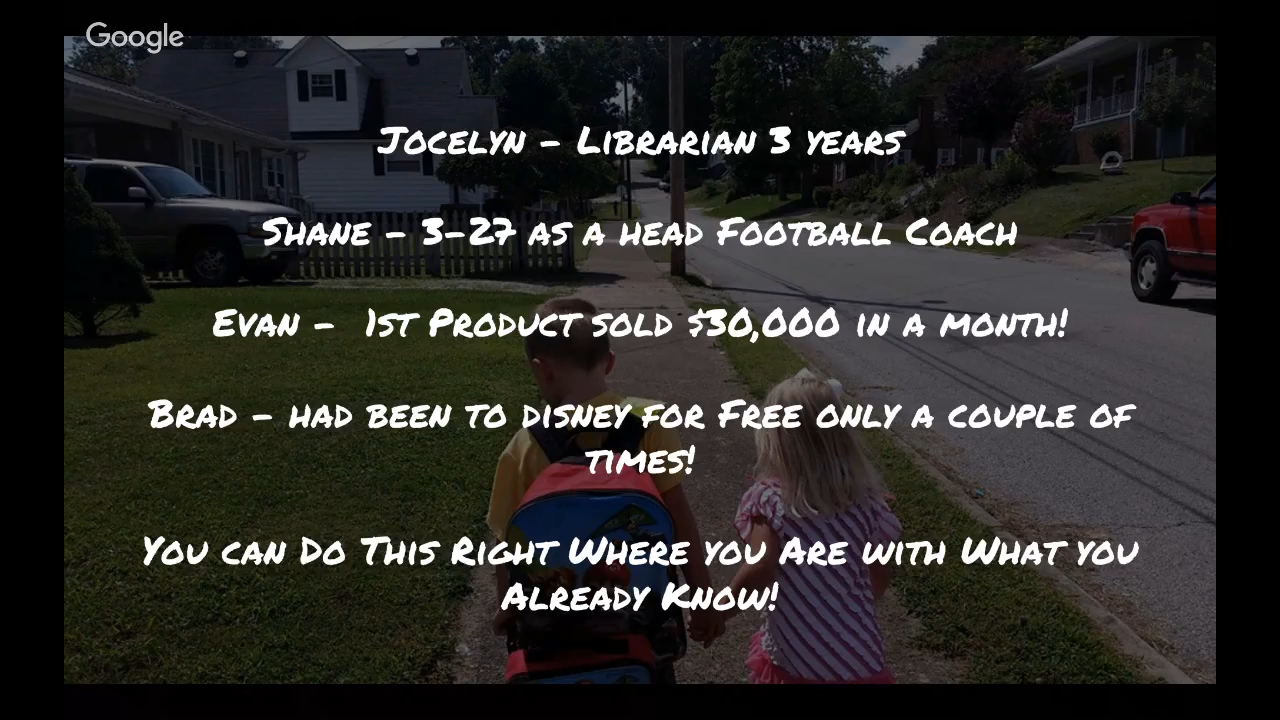 Google
Jocelyn - Librarian 3 years
Shane - 3-27 as a head Football Coach
Evan - 1st Product sold $30,000 in a month!
Brad - had been to disney for Free only a couple of
times!
You can Do This Right Where you Are with What you
Already Know!